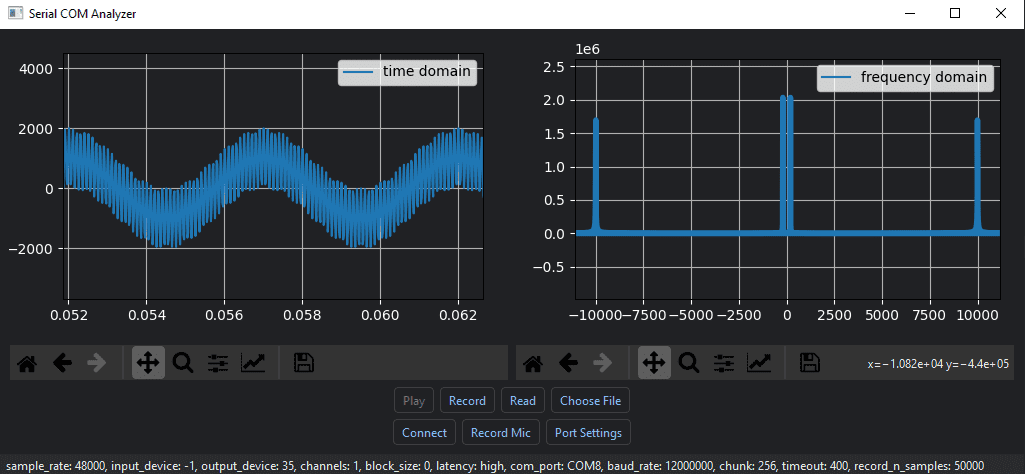 Serial COM Analyzer
1e6
time domain
frequency domain
4000
2000
0
−2000
0.052 0.054 0.056 0.058 0.060 0.062
2.5
2.0
1.5
1.0
0.5
0.0
−0.5
−10000 −7500 −5000 −2500 0 2500 5000 7500 10000
x=−1.082e+04 y=−4.4e+05
Play Record Read Choose File
Connect Record Mic Port Settings
sample_rate: 48000, input_device: -1, output_device: 35, channels: 1, block_size: 0, latency: high, com_port: COM8, baud_rate: 12000000, chunk: 256, timeout: 400, record_n_samples: 50000